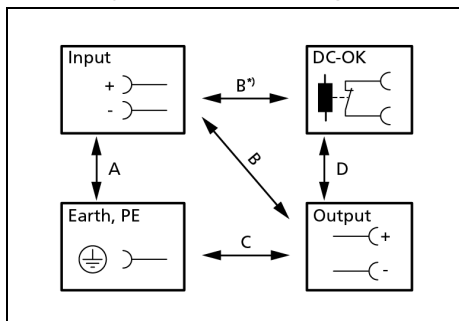 Input
+
-
B*)
DC-OK
A
B
D
Earth, PE
C
Output
+
-